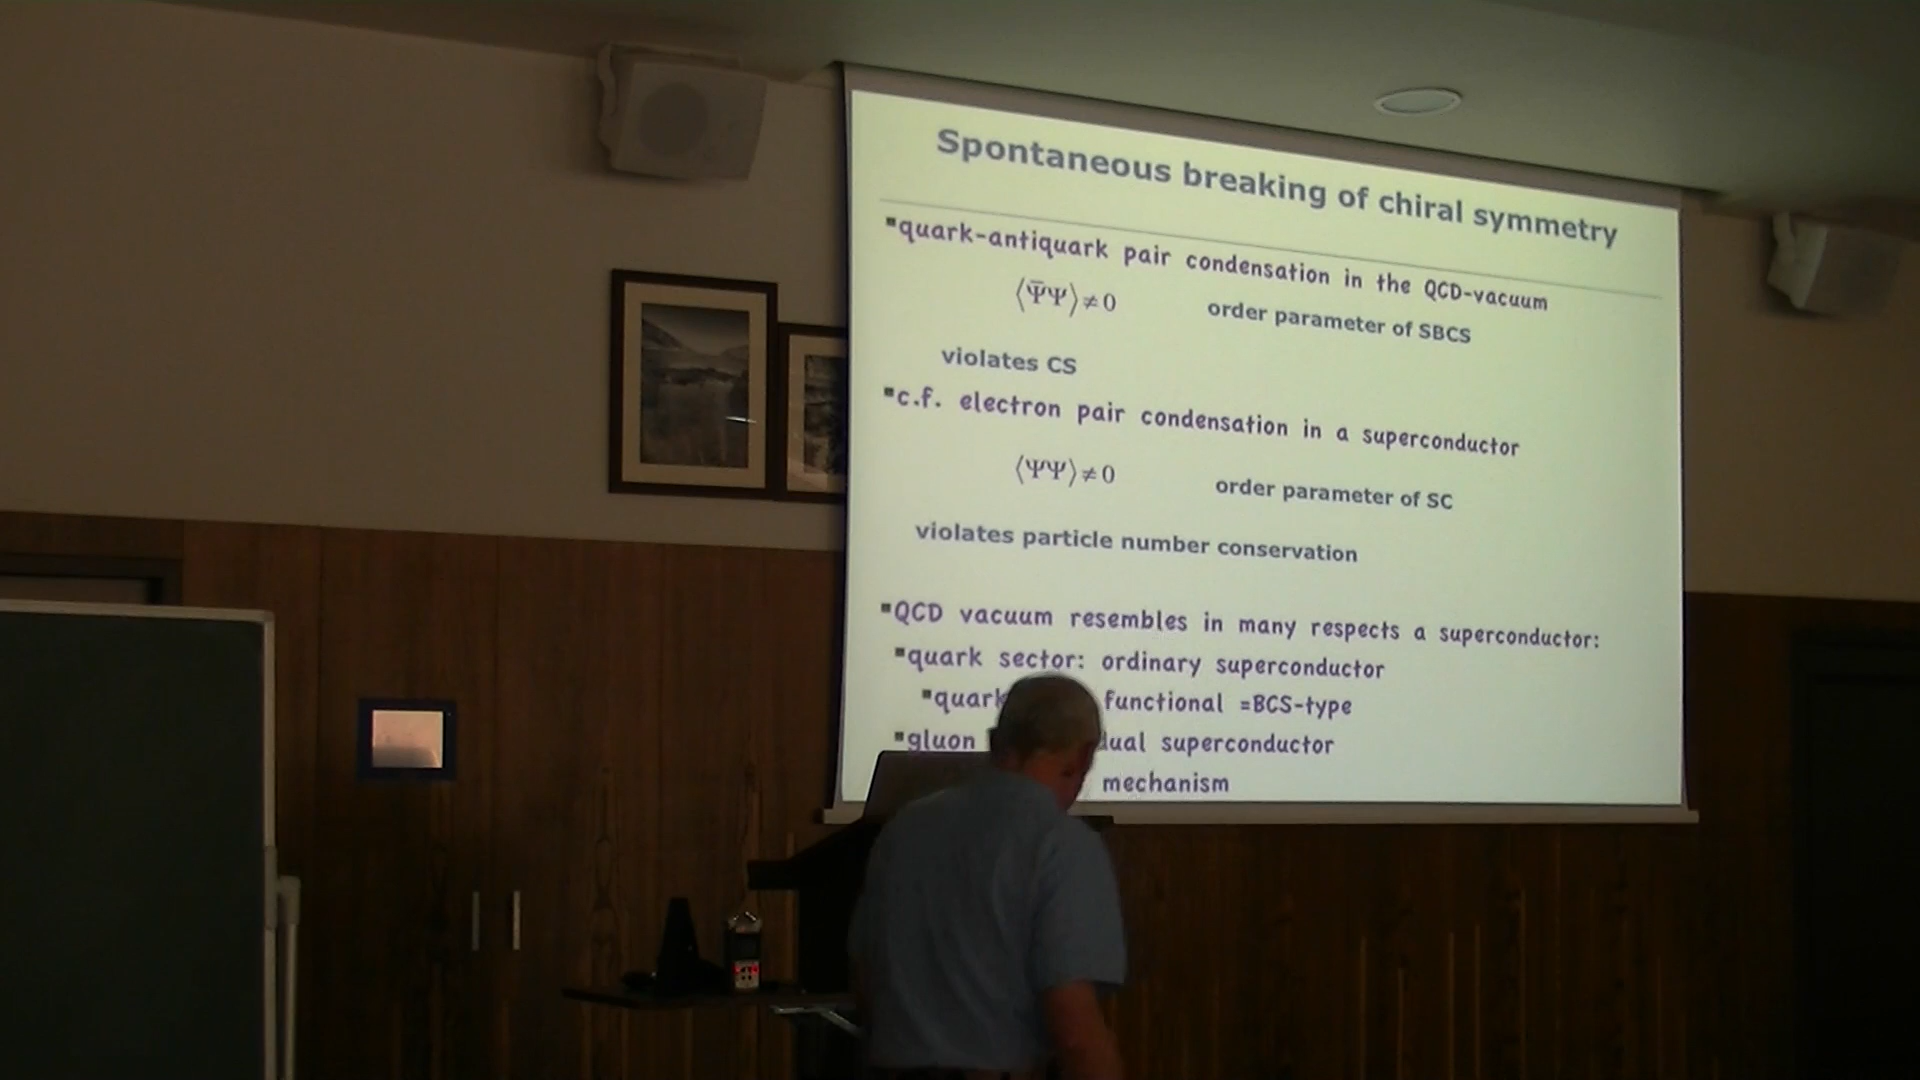 Spontaneous breaking of chiral symmetry
▪quark-antiquark pair condensation in the QCD-vacuum
⟨Ψ̄Ψ⟩≠0 order parameter of SBCS
violates CS
▪c.f. electron pair condensation in a superconductor
⟨ΨΨ⟩≠0 order parameter of SC
violates particle number conservation
▪QCD vacuum resembles in many respects a superconductor:
▪quark sector: ordinary superconductor
▪quark functional =BCS-type
▪gluon dual superconductor
mechanism